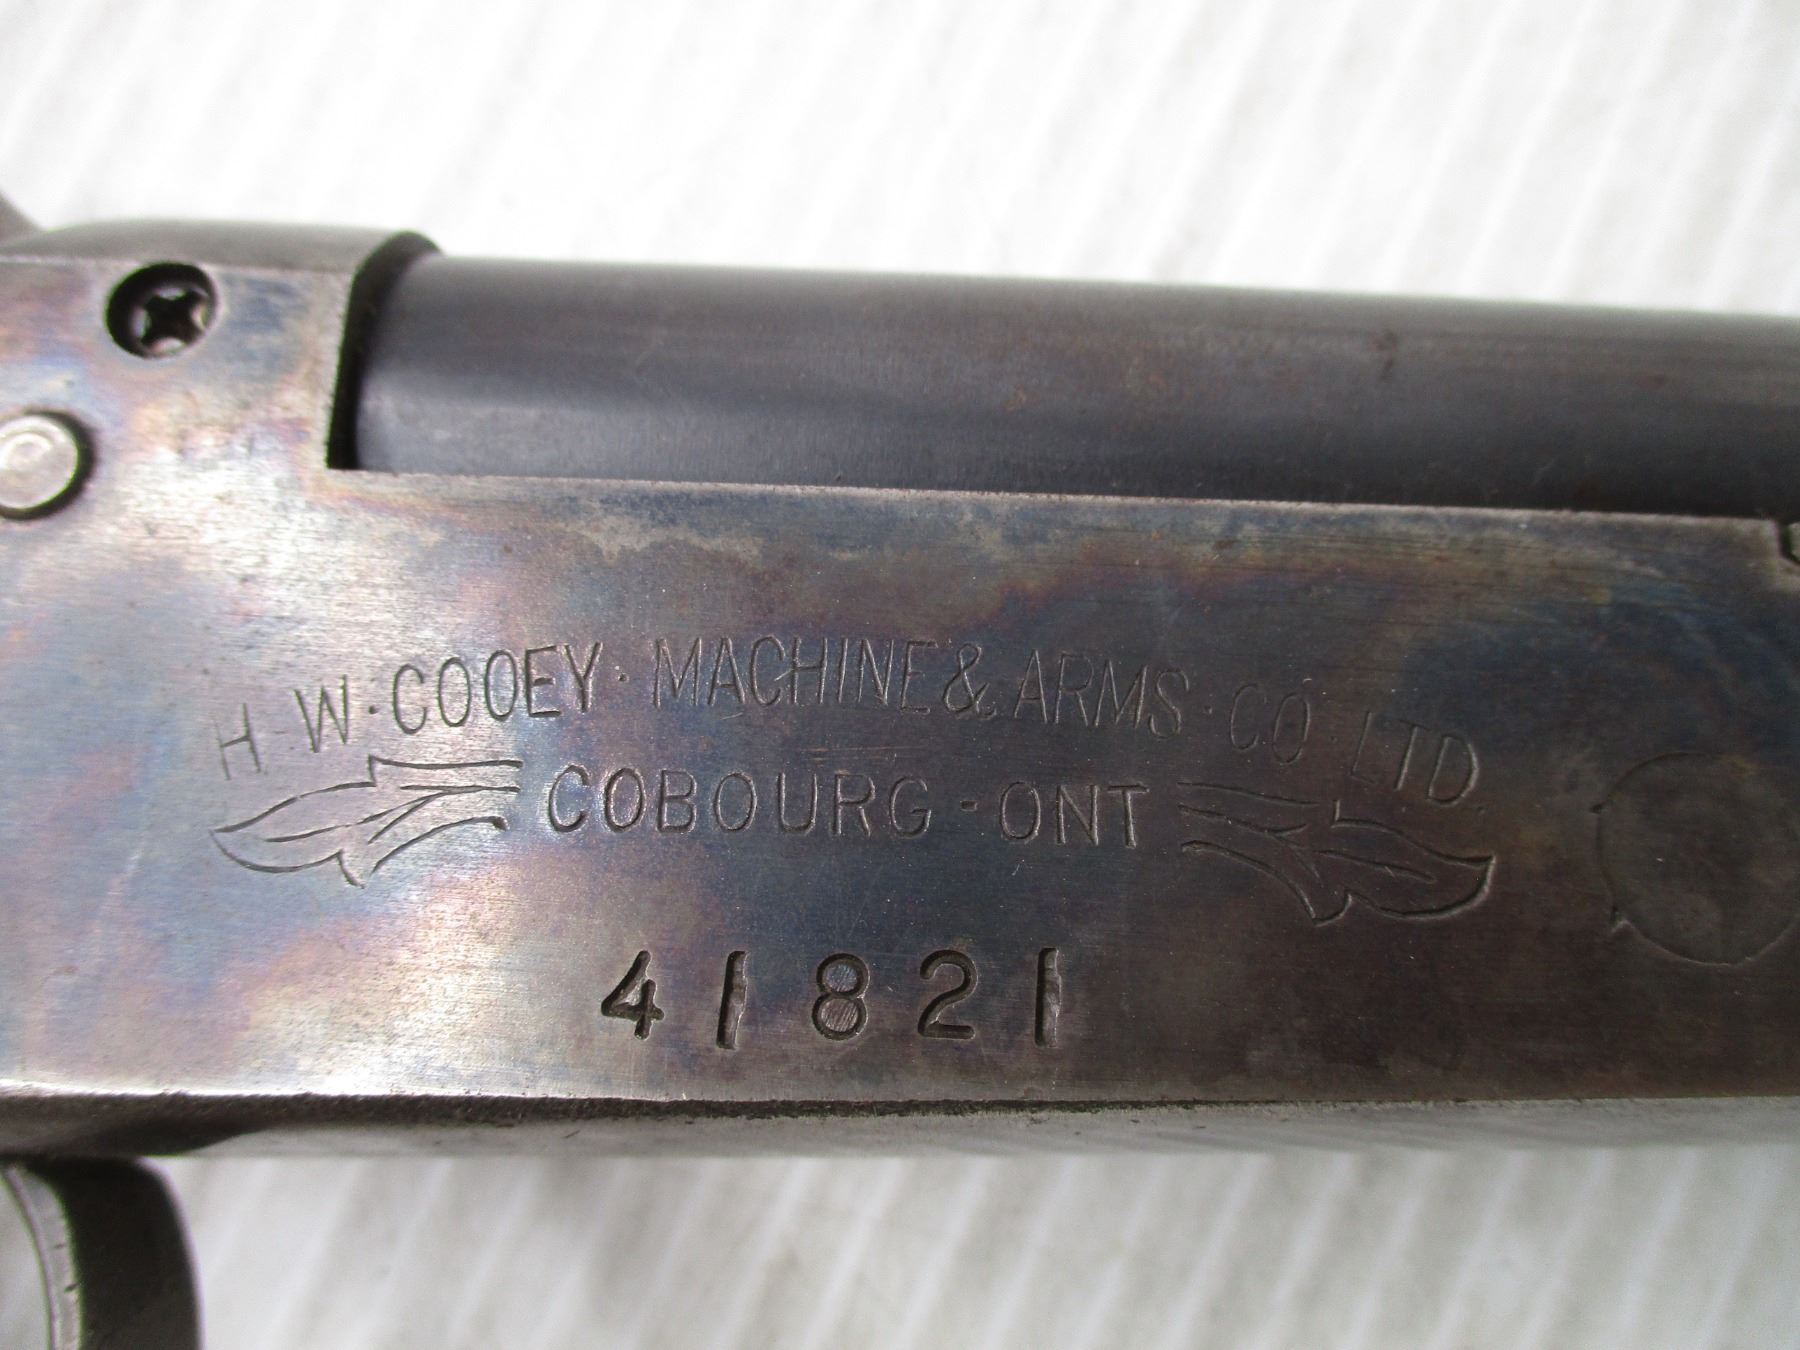 H. W. COOEY. MACHINE & ARMS. CO. LTD.
COBOURG - ONT
41821